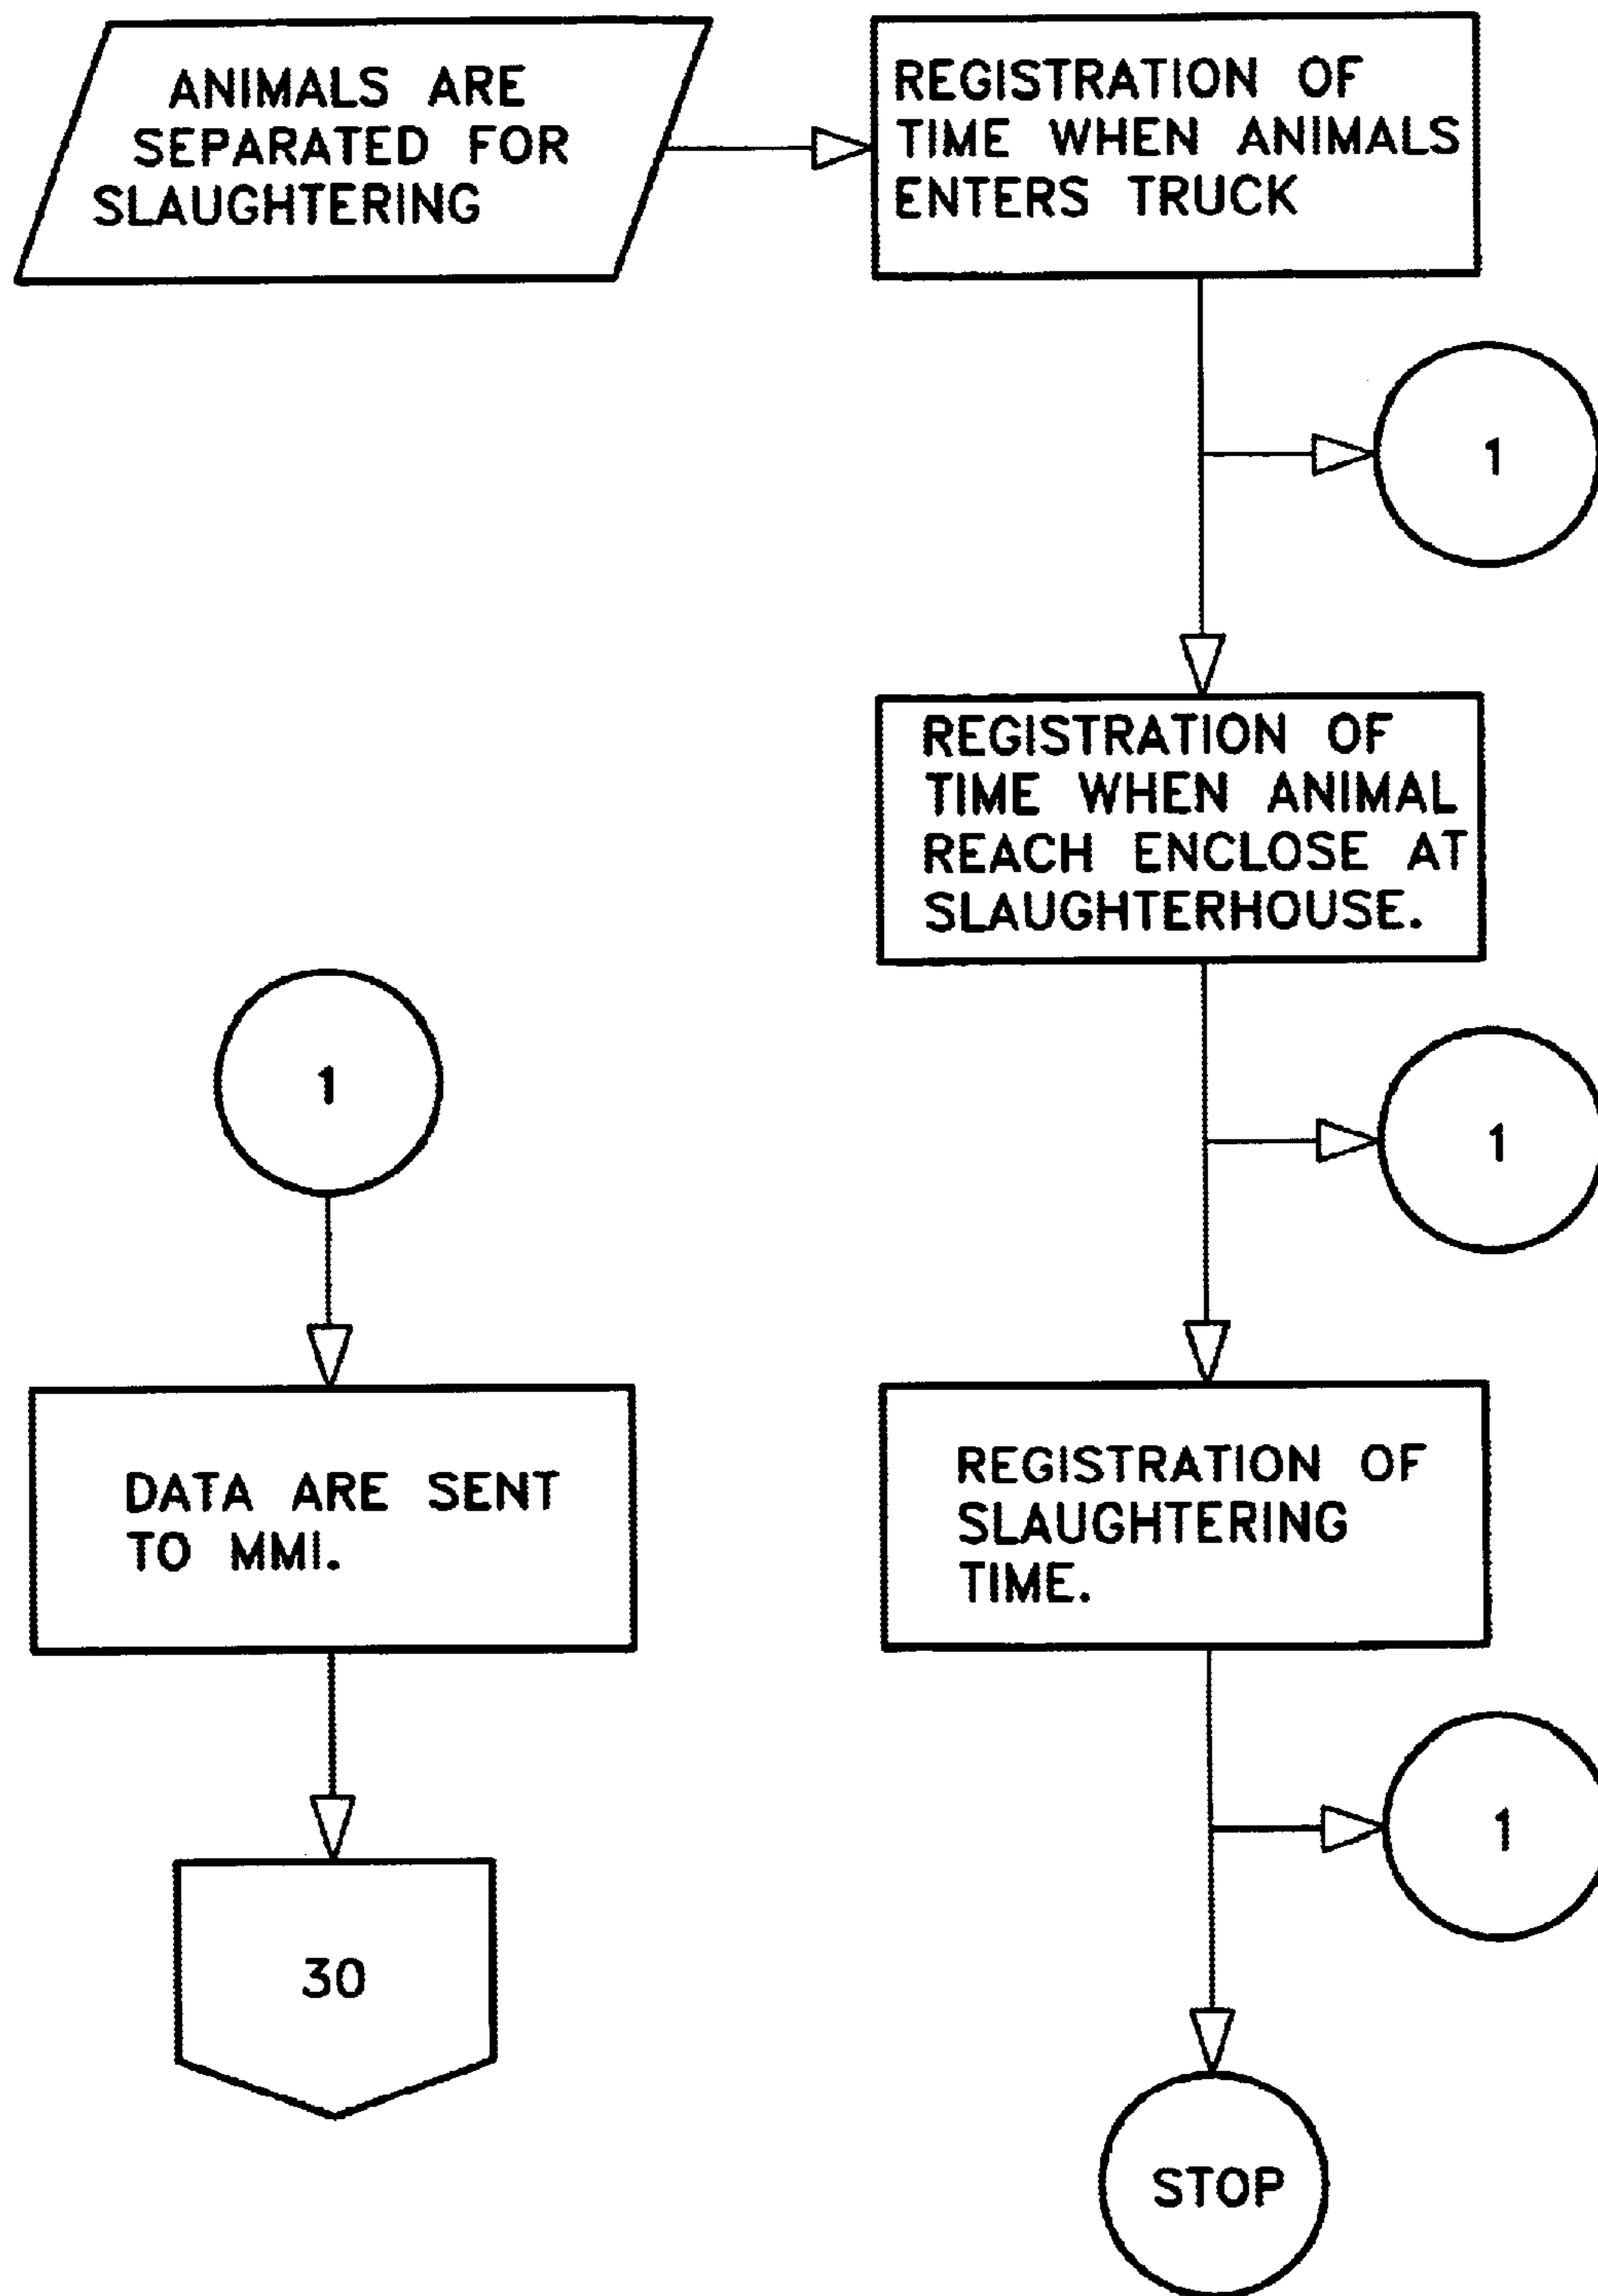 ANIMALS ARE
SEPARATED FOR
SLAUGHTERING
REGISTRATION OF
TIME WHEN ANIMALS
ENTERS TRUCK
1
REGISTRATION OF
TIME WHEN ANIMAL
REACH ENCLOSE AT
SLAUGHTERHOUSE.
1
1
REGISTRATION OF
SLAUGHTERING
TIME.
1
STOP
DATA ARE SENT
TO MMI.
30